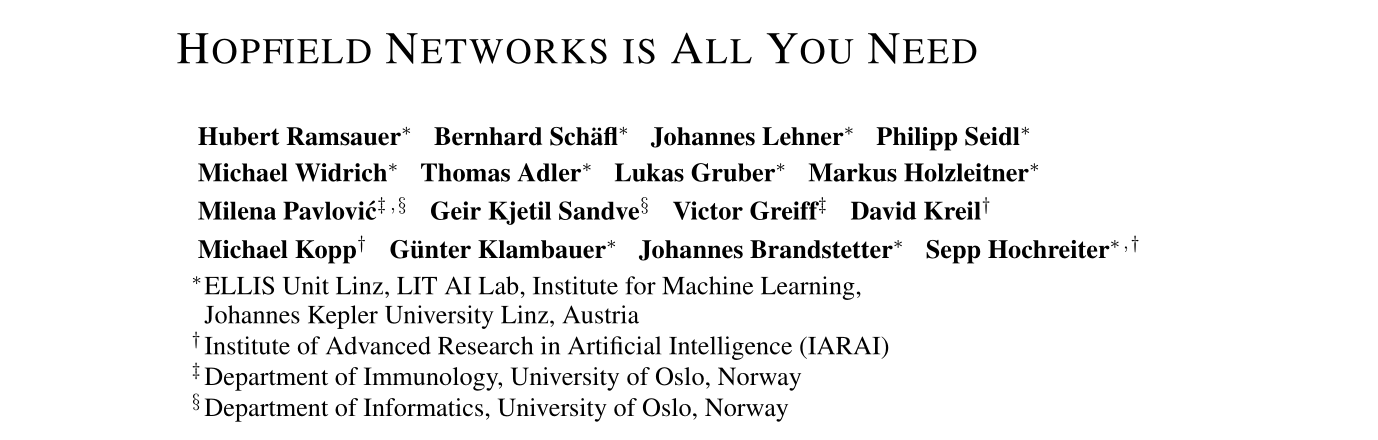 HOPFIELD NETWORKS IS ALL YOU NEED
Hubert Ramsauer* Bernhard Schäfl* Johannes Lehner* Philipp Seidl*
Michael Widrich* Thomas Adler* Lukas Gruber* Markus Holzleitner*
Milena Pavlović‡,§ Geir Kjetil Sandve§ Victor Greiff‡ David Kreil†
Michael Kopp† Günter Klambauer* Johannes Brandstetter* Sepp Hochreiter*,†
*ELLIS Unit Linz, LIT AI Lab, Institute for Machine Learning,
Johannes Kepler University Linz, Austria
†Institute of Advanced Research in Artificial Intelligence (IARAI)
‡Department of Immunology, University of Oslo, Norway
§Department of Informatics, University of Oslo, Norway